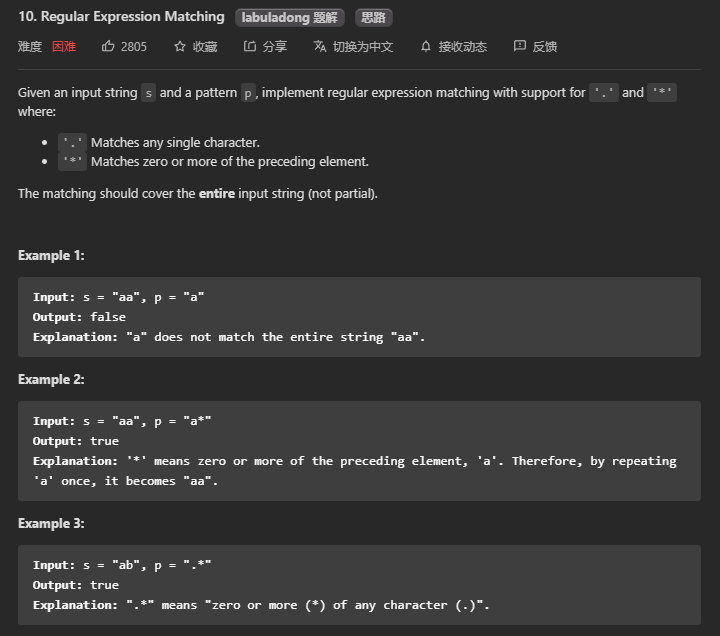 10. Regular Expression Matching labuladong 题解 思路
难度 困难 2805 收藏 分享 切换为中文 接收动态 反馈
Given an input string s and a pattern p, implement regular expression matching with support for '.' and '*'
where:
'.' Matches any single character.
'*' Matches zero or more of the preceding element.
The matching should cover the entire input string (not partial).
Example 1:
Input: s = "aa", p = "a"
Output: false
Explanation: "a" does not match the entire string "aa".
Example 2:
Input: s = "aa", p = "a*"
Output: true
Explanation: '*' means zero or more of the preceding element, 'a'. Therefore, by repeating
'a' once, it becomes "aa".
Example 3:
Input: s = "ab", p = ".*"
Output: true
Explanation: ".*" means "zero or more (*) of any character (.)".